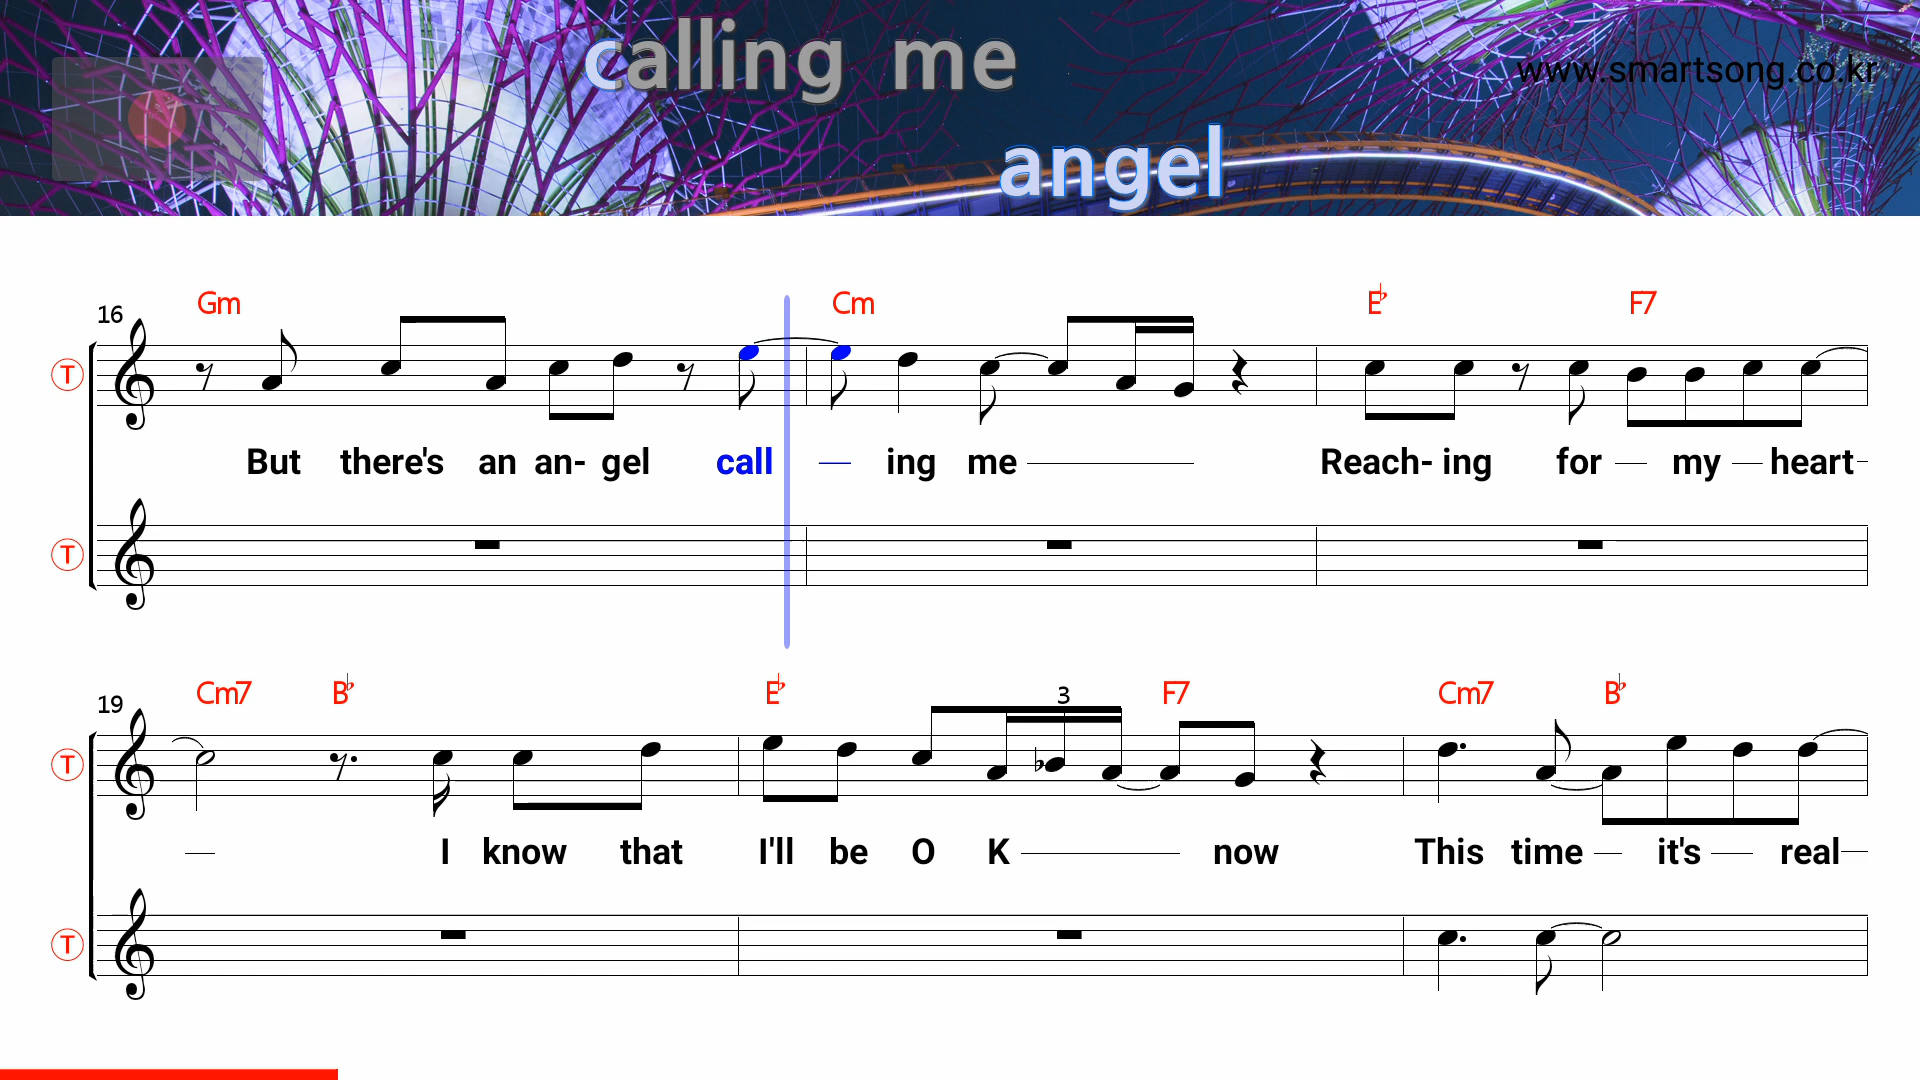 calling me
www.smartsong.co.kr
angel
Gm Cm E♭ F7
16
T
But there's an an- gel call — ing me — Reach- ing for — my — heart -
T
Cm7 B♭ E♭ 3 F7 Cm7 B♭
19
T
— I know that I'll be O K — now This time — it's — real —
T